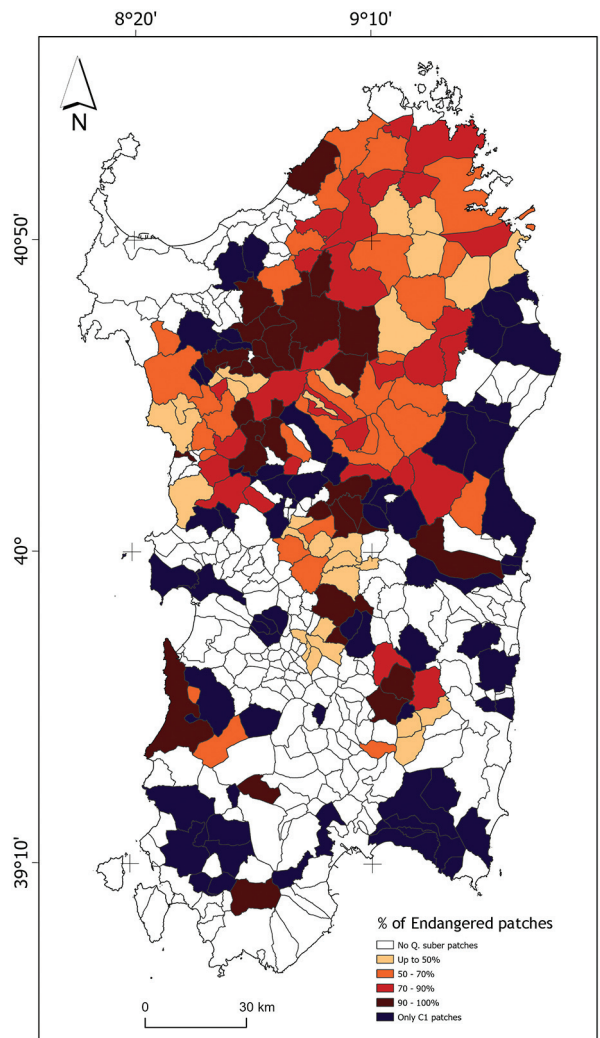 8°20' 9°10'
N
40°50'
40°
39°10'
% of Endangered patches
No Q. suber patches
Up to 50%
50 - 70%
70 - 90%
90 - 100%
Only C1 patches
0 30 km